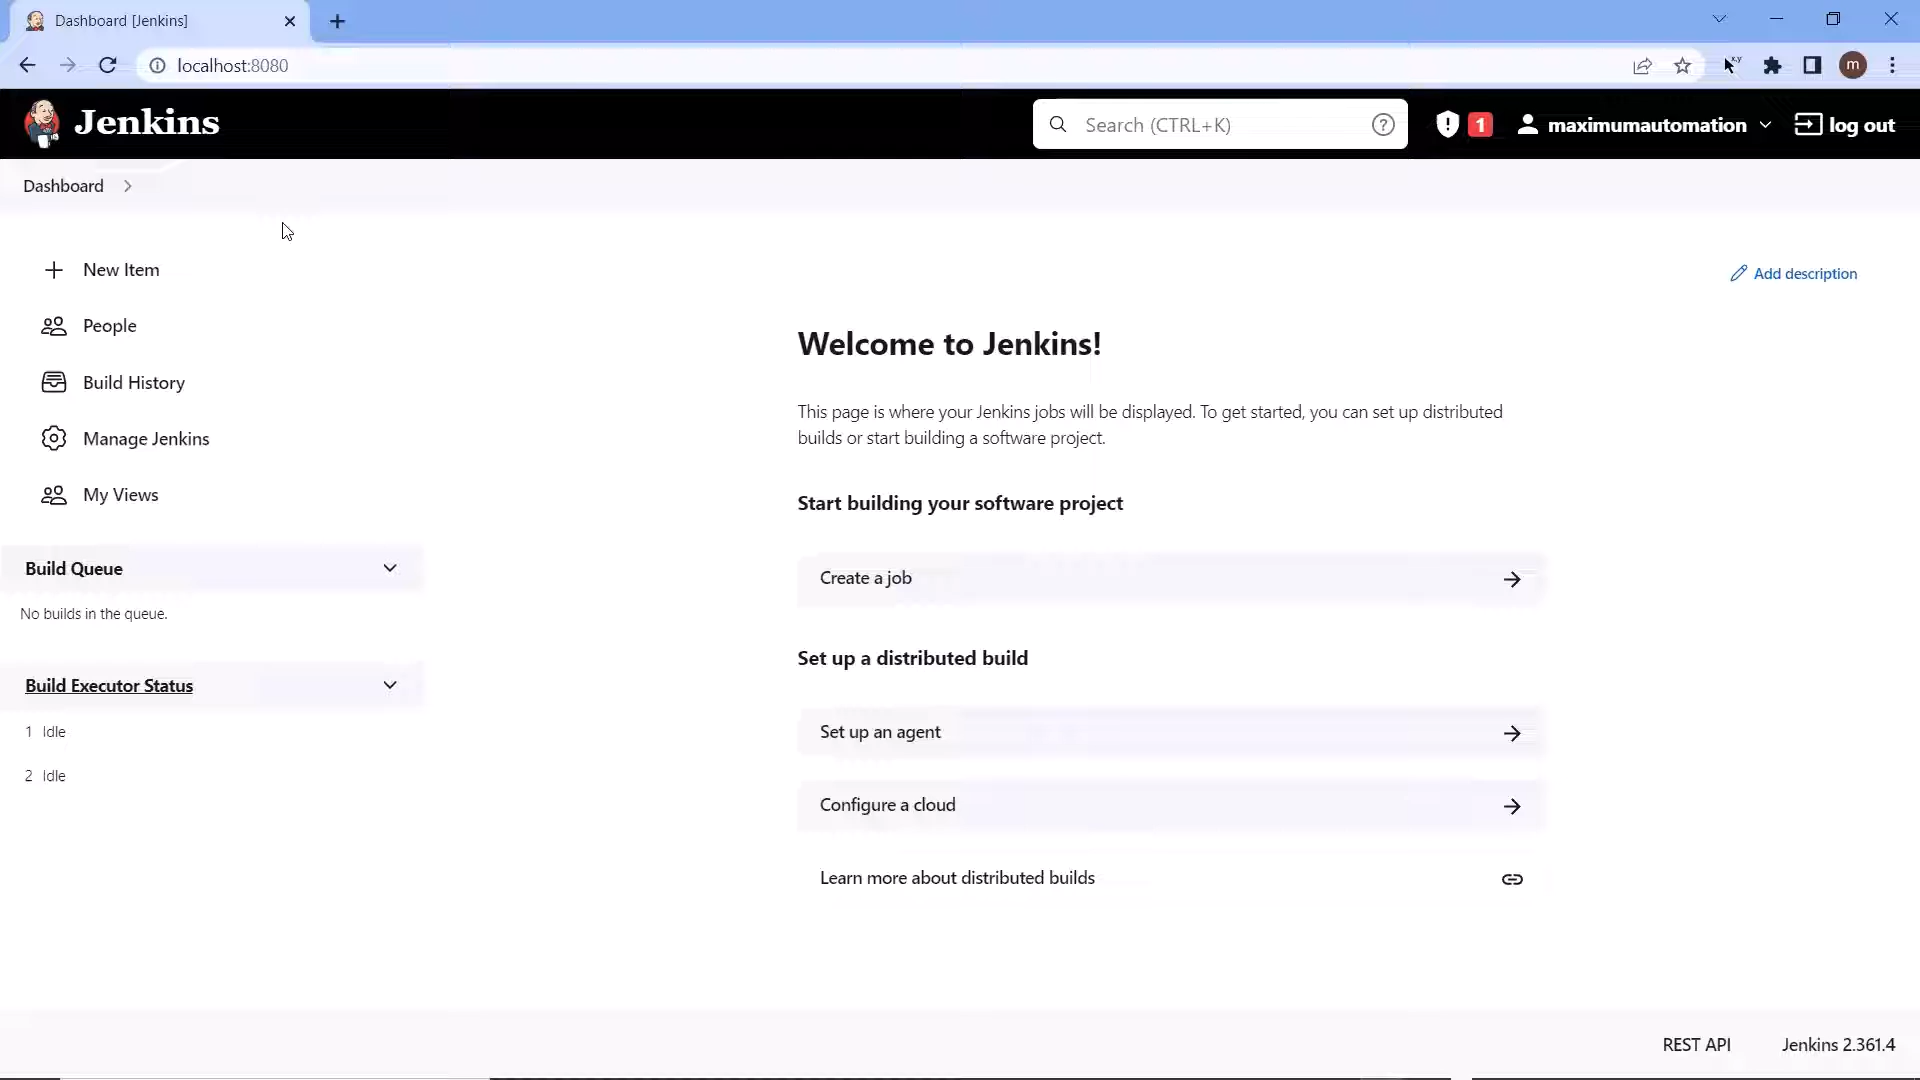 Dashboard [Jenkins]
localhost:8080
m
Jenkins
Search (CTRL+K)
1
maximumautomation
log out
Dashboard
New Item
People
Build History
Manage Jenkins
My Views
Build Queue
No builds in the queue.
Build Executor Status
1 Idle
2 Idle
Add description
Welcome to Jenkins!
This page is where your Jenkins jobs will be displayed. To get started, you can set up distributed
builds or start building a software project.
Start building your software project
Create a job
Set up a distributed build
Set up an agent
Configure a cloud
Learn more about distributed builds
REST API
Jenkins 2.361.4